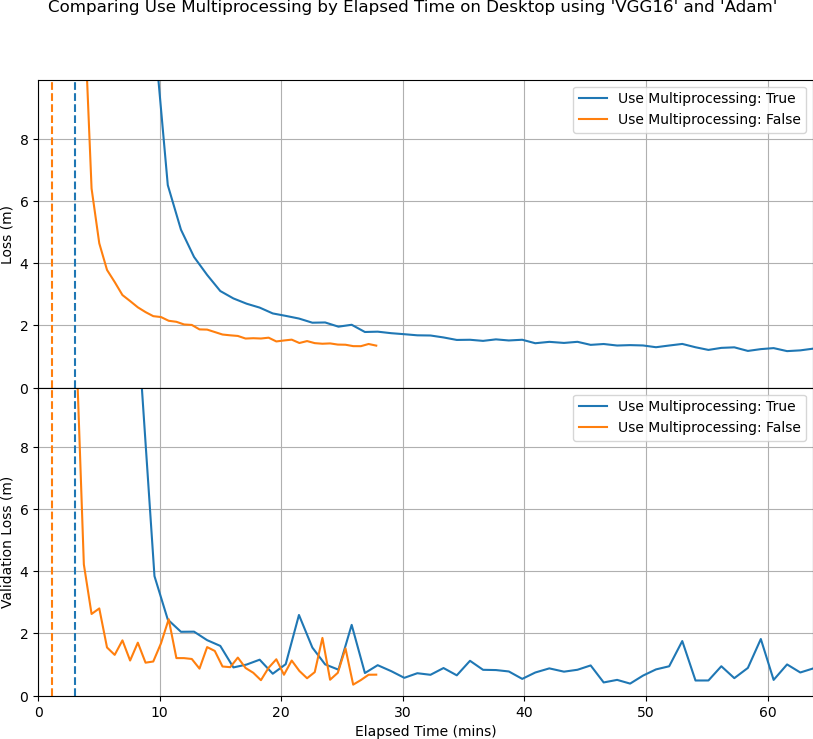 Comparing Use Multiprocessing by Elapsed Time on Desktop using 'VGG16' and 'Adam'
Use Multiprocessing: True
Use Multiprocessing: False
8
6
4
2
0
Loss (m)
Use Multiprocessing: True
Use Multiprocessing: False
8
6
4
2
0
Validation Loss (m)
0 10 20 30 40 50 60
Elapsed Time (mins)